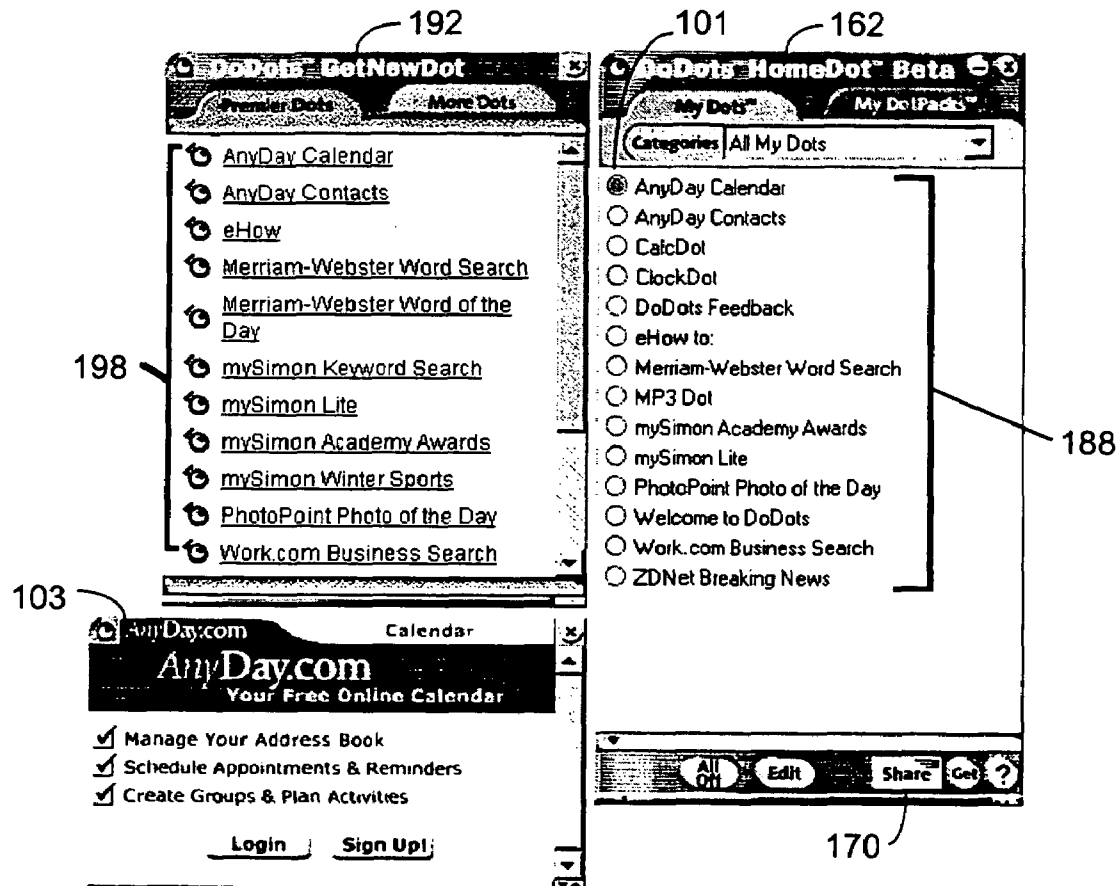 192
DoDots™ GetNewDot
Premier Dots
More Dots
AnyDay Calendar
AnyDay Contacts
eHow
Merriam-Webster Word Search
Merriam-Webster Word of the
Day
mySimon Keyword Search
mySimon Lite
mySimon Academy Awards
mySimon Winter Sports
PhotoPoint Photo of the Day
Work.com Business Search
198
101
162
DoDots™ HomeDot™ Beta
My Dots™
My DotPacks™
Categories
All My Dots
AnyDay Calendar
AnyDay Contacts
CalcDot
ClockDot
DoDots Feedback
eHow to:
Merriam-Webster Word Search
MP3 Dot
mySimon Academy Awards
mySimon Lite
PhotoPoint Photo of the Day
Welcome to DoDots
Work.com Business Search
ZDNet Breaking News
188
All
Off
Edit
Share
Get
?
170
103
AnyDay.com
Calendar
AnyDay.com
Your Free Online Calendar
Manage Your Address Book
Schedule Appointments & Reminders
Create Groups & Plan Activities
Login
Sign Up!